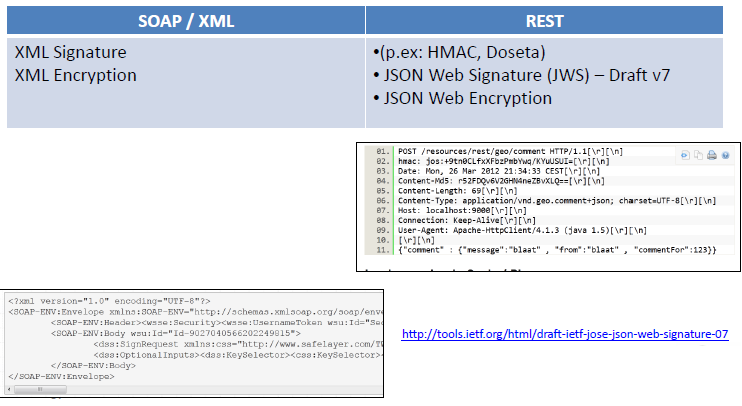 SOAP / XML
REST
XML Signature
XML Encryption
•(p.ex: HMAC, Doseta)
• JSON Web Signature (JWS) – Draft v7
• JSON Web Encryption
01. POST /resources/rest/geo/comment HTTP/1.1[\r][\n]
02. hmac: jos:+9tn0CLfxXFbzPmbYwq/KYuUSUI=[\r][\n]
03. Date: Mon, 26 Mar 2012 21:34:33 CEST[\r][\n]
04. Content-Md5: r52FDQv6V2GHN4neZBvXLQ==[\r][\n]
05. Content-Length: 69[\r][\n]
06. Content-Type: application/vnd.geo.comment+json; charset=UTF-8[\r][\n]
07. Host: localhost:9000[\r][\n]
08. Connection: Keep-Alive[\r][\n]
09. User-Agent: Apache-HttpClient/4.1.3 (java 1.5)[\r][\n]
10. [\r][\n]
11. {"comment" : {"message":"blaat" , "from":"blaat" , "commentFor":123}}
<?xml version="1.0" encoding="UTF-8"?>
<SOAP-ENV:Envelope xmlns:SOAP-ENV="http://schemas.xmlsoap.org/soap/enve
<SOAP-ENV:Header><wsse:Security><wsse:UsernameToken wsu:Id="Sec
<SOAP-ENV:Body wsu:Id="Id-9027040566202249815">
<dss:SignRequest xmlns:css="http://www.safelayer.com/TW
<dss:OptionalInputs><dss:KeySelector><css:KeySelector>
</SOAP-ENV:Body>
</SOAP-ENV:Envelope>
http://tools.ietf.org/html/draft-ietf-jose-json-web-signature-07